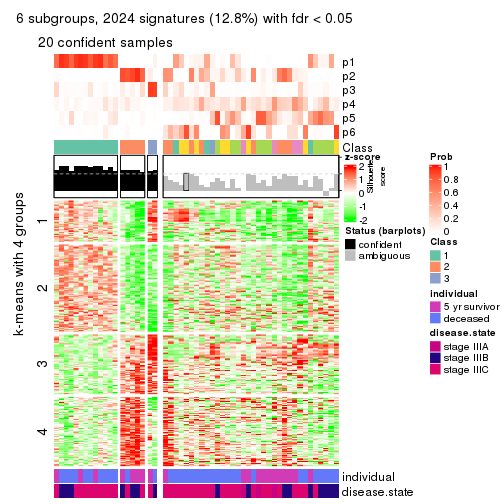 6 subgroups, 2024 signatures (12.8%) with fdr < 0.05
20 confident samples
p1
p2
p3
p4
p5
p6
Class
z-score
2
1
0
-1
-2
Silhouette
score
Status (barplots)
confident
ambiguous
Prob
1
0.8
0.6
0.4
0.2
0
Class
1
2
3
individual
5 yr survivor
deceased
disease.state
stage IIIA
stage IIIB
stage IIIC
k-means with 4 groups
1
2
3
4
individual
disease.state